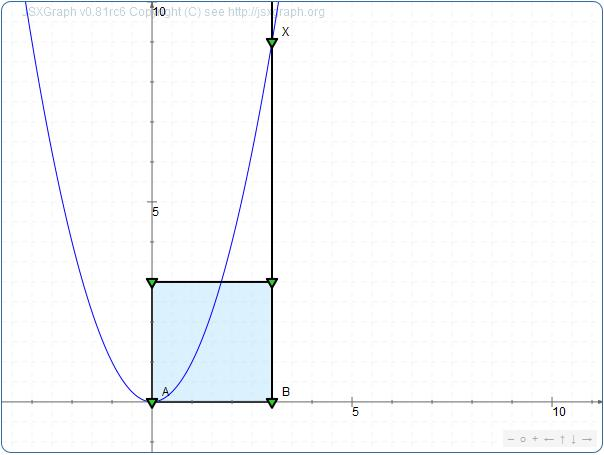 JSXGraph v0.81rc6 Copyright (C) see http://jsxgraph.org
10
X
5
A
B
5
10
− o + ← ↑ ↓ →